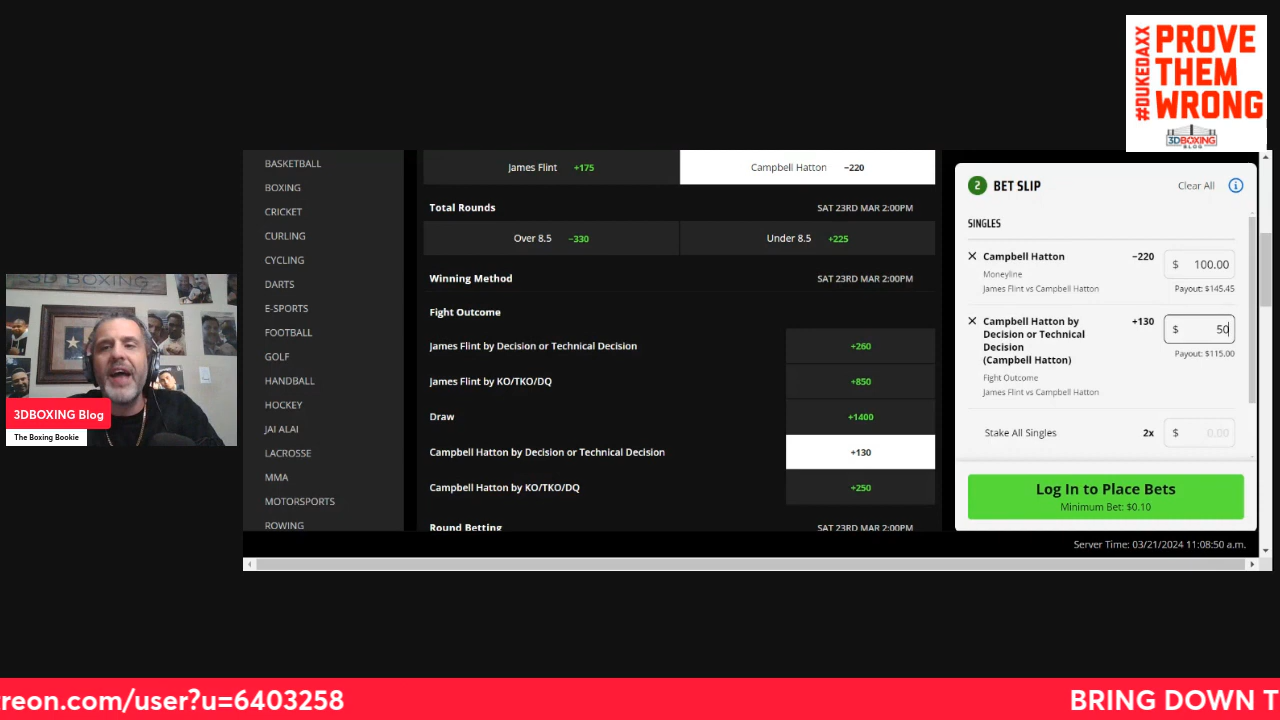 #DUKEDAXX
PROVE
THEM
WRONG
3DBOXING
BLOG
BASKETBALL
BOXING
CRICKET
CURLING
CYCLING
DARTS
E-SPORTS
FOOTBALL
GOLF
HANDBALL
HOCKEY
JAI ALAI
LACROSSE
MMA
MOTORSPORTS
ROWING
James Flint +175
Campbell Hatton −220
Total Rounds SAT 23RD MAR 2:00PM
Over 8.5 −330
Under 8.5 +225
Winning Method SAT 23RD MAR 2:00PM
Fight Outcome
James Flint by Decision or Technical Decision +260
James Flint by KO/TKO/DQ +850
Draw +1400
Campbell Hatton by Decision or Technical Decision +130
Campbell Hatton by KO/TKO/DQ +250
Round Betting SAT 23RD MAR 2:00PM
2 BET SLIP Clear All i
SINGLES
Campbell Hatton −220 $ 100.00
Moneyline
James Flint vs Campbell Hatton Payout: $145.45
Campbell Hatton by +130 $ 50
Decision or Technical
Decision
(Campbell Hatton)
Payout: $115.00
Fight Outcome
James Flint vs Campbell Hatton
Stake All Singles 2x $ 0.00
Log In to Place Bets
Minimum Bet: $0.10
Server Time: 03/21/2024 11:08:50 a.m.
3D BOXING
3DBOXING Blog
The Boxing Bookie
reon.com/user?u=6403258
BRING DOWN T